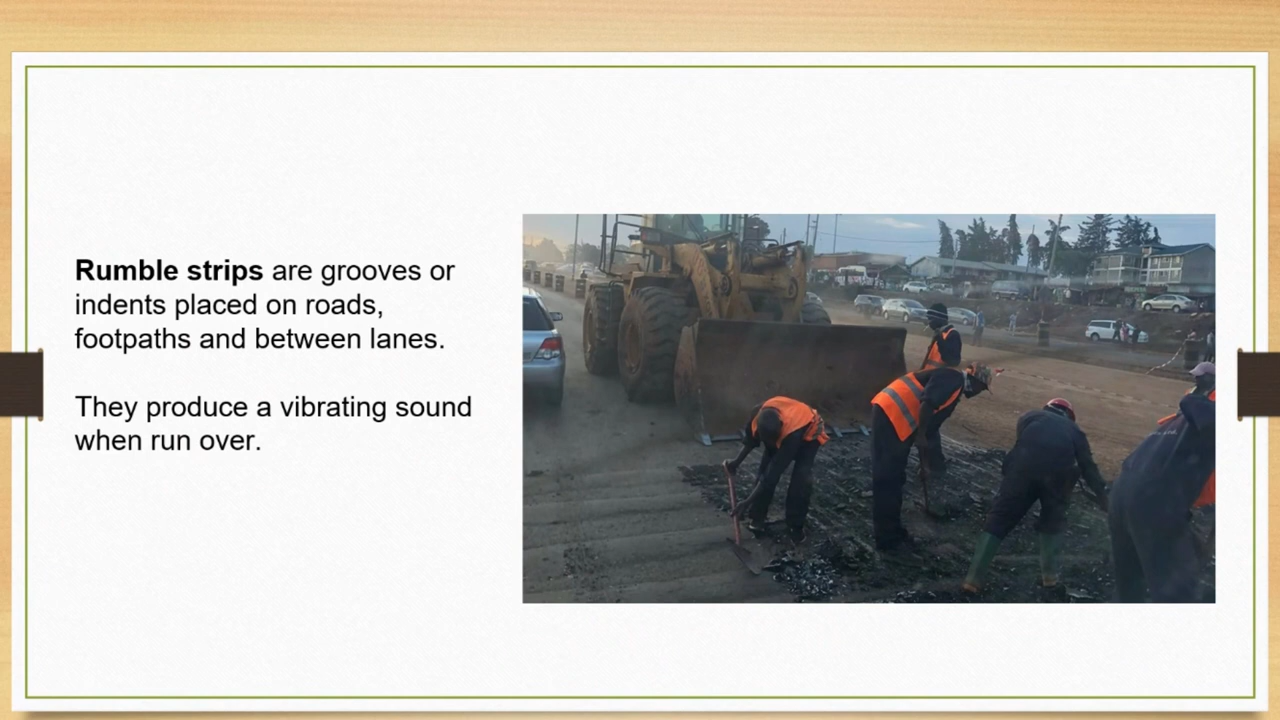 Rumble strips are grooves or
indents placed on roads,
footpaths and between lanes.
They produce a vibrating sound
when run over.